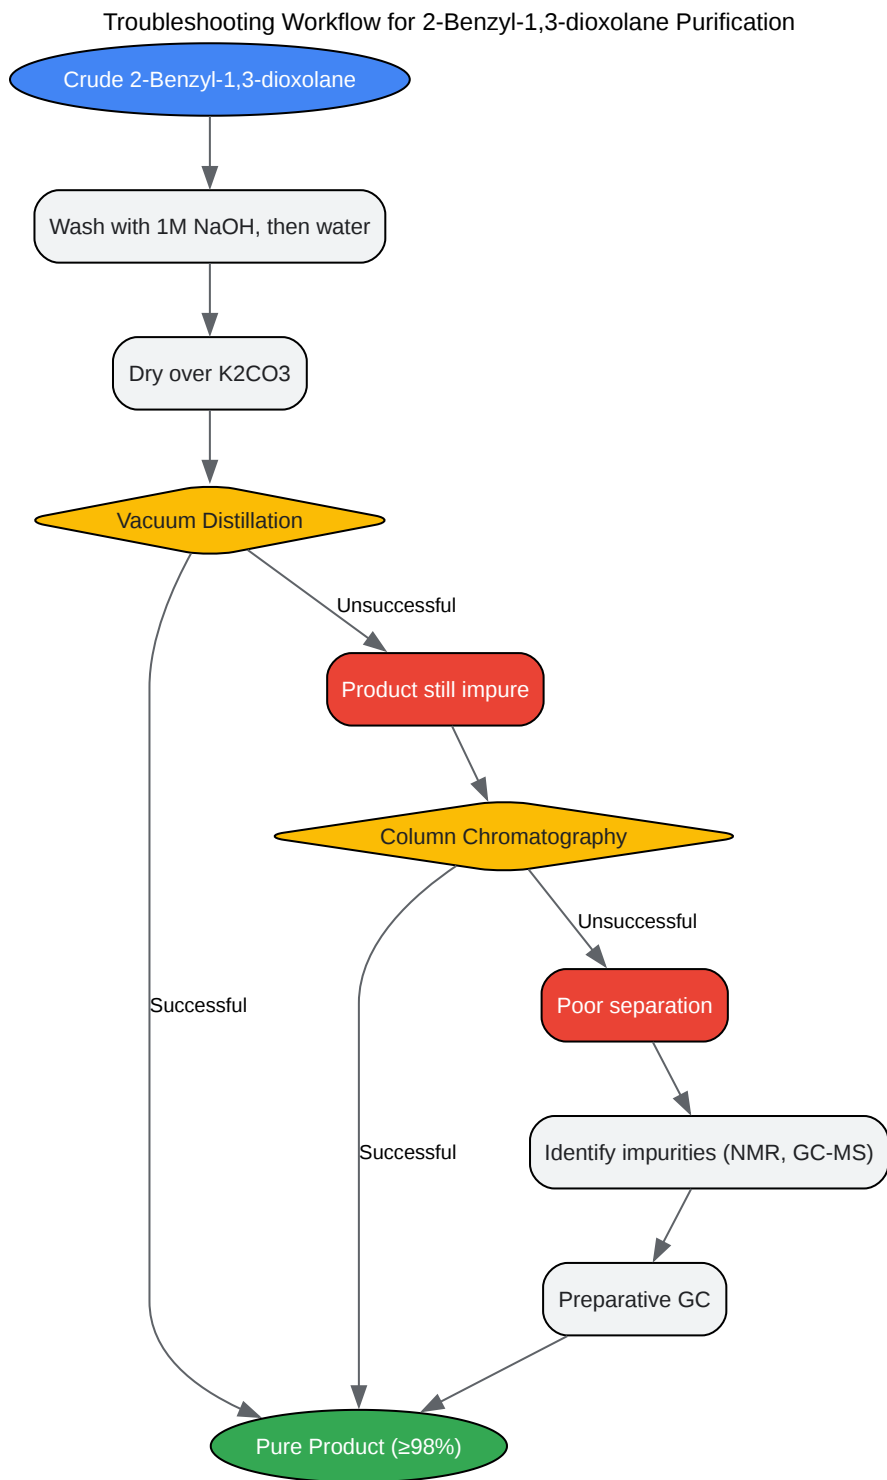 Troubleshooting Workflow for 2-Benzyl-1,3-dioxolane Purification
Crude 2-Benzyl-1,3-dioxolane
Wash with 1M NaOH, then water
Dry over K2CO3
Vacuum Distillation
Unsuccessful
Product still impure
Column Chromatography
Unsuccessful
Poor separation
Successful
Successful
Identify impurities (NMR, GC-MS)
Preparative GC
Pure Product (≥98%)